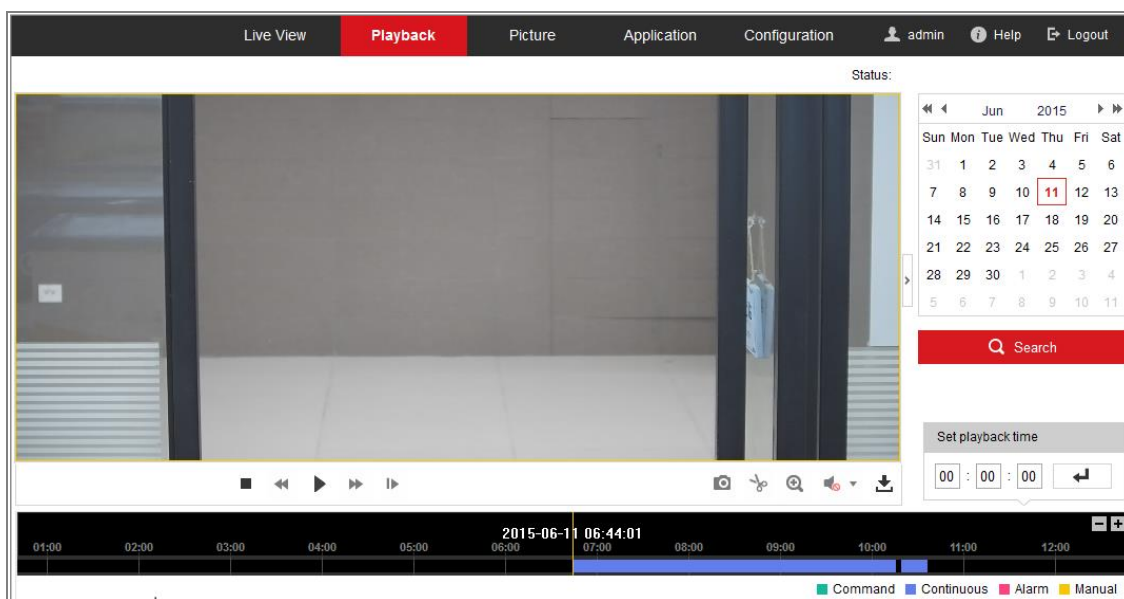 Live View Playback Picture Application Configuration admin Help Logout
Status:
Jun 2015
Sun Mon Tue Wed Thu Fri Sat
31 1 2 3 4 5 6
7 8 9 10 11 12 13
14 15 16 17 18 19 20
21 22 23 24 25 26 27
28 29 30 1 2 3 4
5 6 7 8 9 10 11
Search
Set playback time
00 : 00 : 00
2015-06-11 06:44:01
01:00 02:00 03:00 04:00 05:00 06:00 07:00 08:00 09:00 10:00 11:00 12:00
Command Continuous Alarm Manual